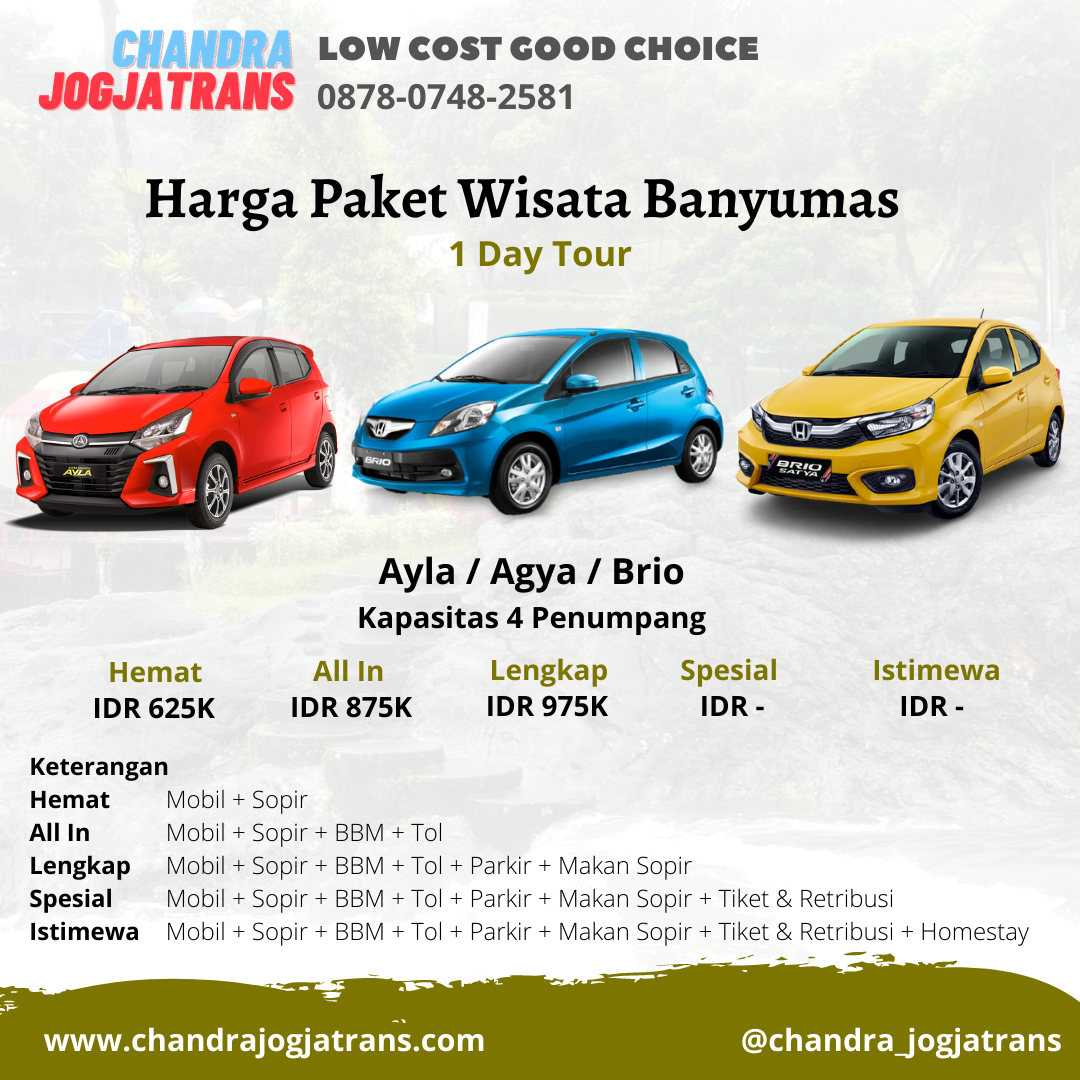 CHANDRA
JOGJATRANS
LOW COST GOOD CHOICE
0878-0748-2581
Harga Paket Wisata Banyumas
1 Day Tour
AYLA
BRIO
BRIO
SATYA
Ayla / Agya / Brio
Kapasitas 4 Penumpang
Hemat All In Lengkap Spesial Istimewa
IDR 625K IDR 875K IDR 975K IDR - IDR -
Keterangan
Hemat Mobil + Sopir
All In Mobil + Sopir + BBM + Tol
Lengkap Mobil + Sopir + BBM + Tol + Parkir + Makan Sopir
Spesial Mobil + Sopir + BBM + Tol + Parkir + Makan Sopir + Tiket & Retribusi
Istimewa Mobil + Sopir + BBM + Tol + Parkir + Makan Sopir + Tiket & Retribusi + Homestay
www.chandrajogjatrans.com
@chandra_jogjatrans